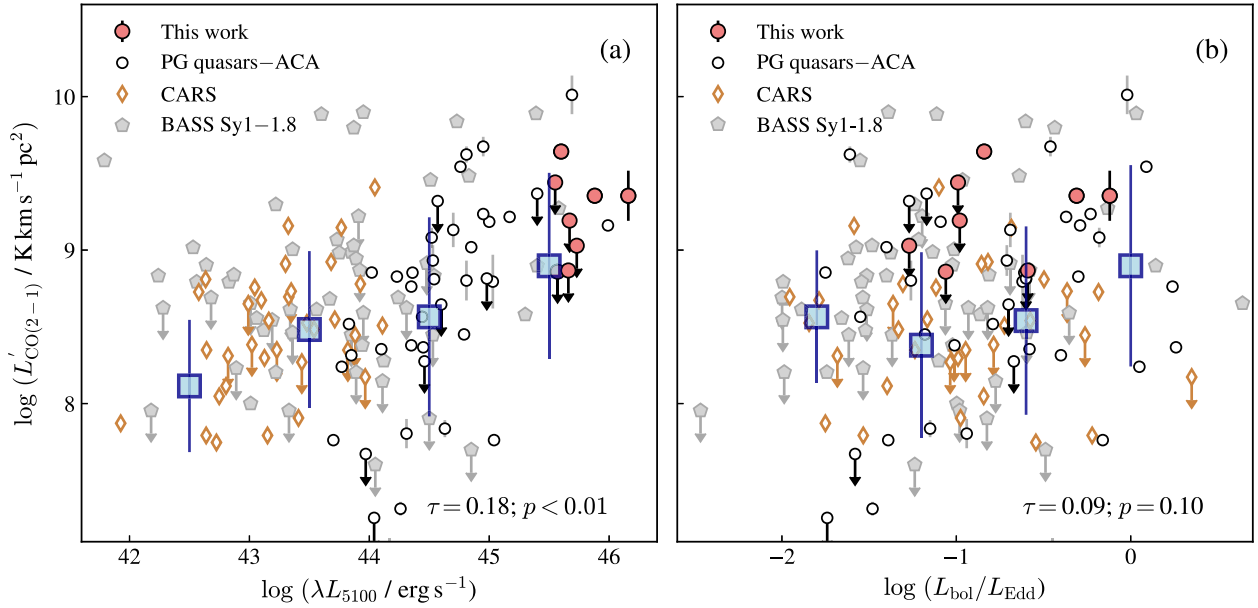 This work
PG quasars−ACA
CARS
BASS Sy1−1.8
(a)
10
9
8
log (L′CO(2−1) / K km s−1 pc2)
τ = 0.18; p < 0.01
42 43 44 45 46
log (λL5100 / erg s−1)
This work
PG quasars−ACA
CARS
BASS Sy1-1.8
(b)
τ = 0.09; p = 0.10
−2 −1 0
log (Lbol/LEdd)